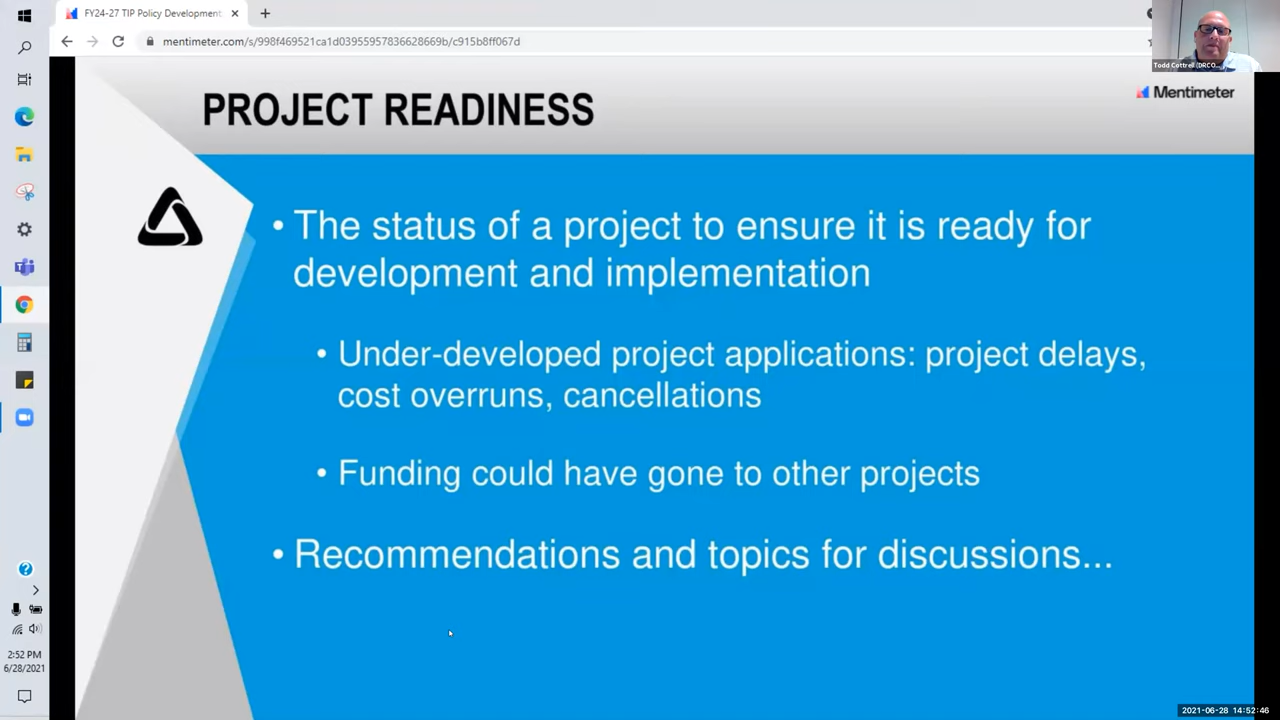 FY24-27 TIP Policy Development
mentimeter.com/s/998f469521ca1d03955957836628669b/c915b8ff067d
Todd Cottrell (DRCO...
Mentimeter
PROJECT READINESS
• The status of a project to ensure it is ready for
development and implementation
• Under-developed project applications: project delays,
cost overruns, cancellations
• Funding could have gone to other projects
• Recommendations and topics for discussions...
2:52 PM
6/28/2021
2021-06-28 14:52:46